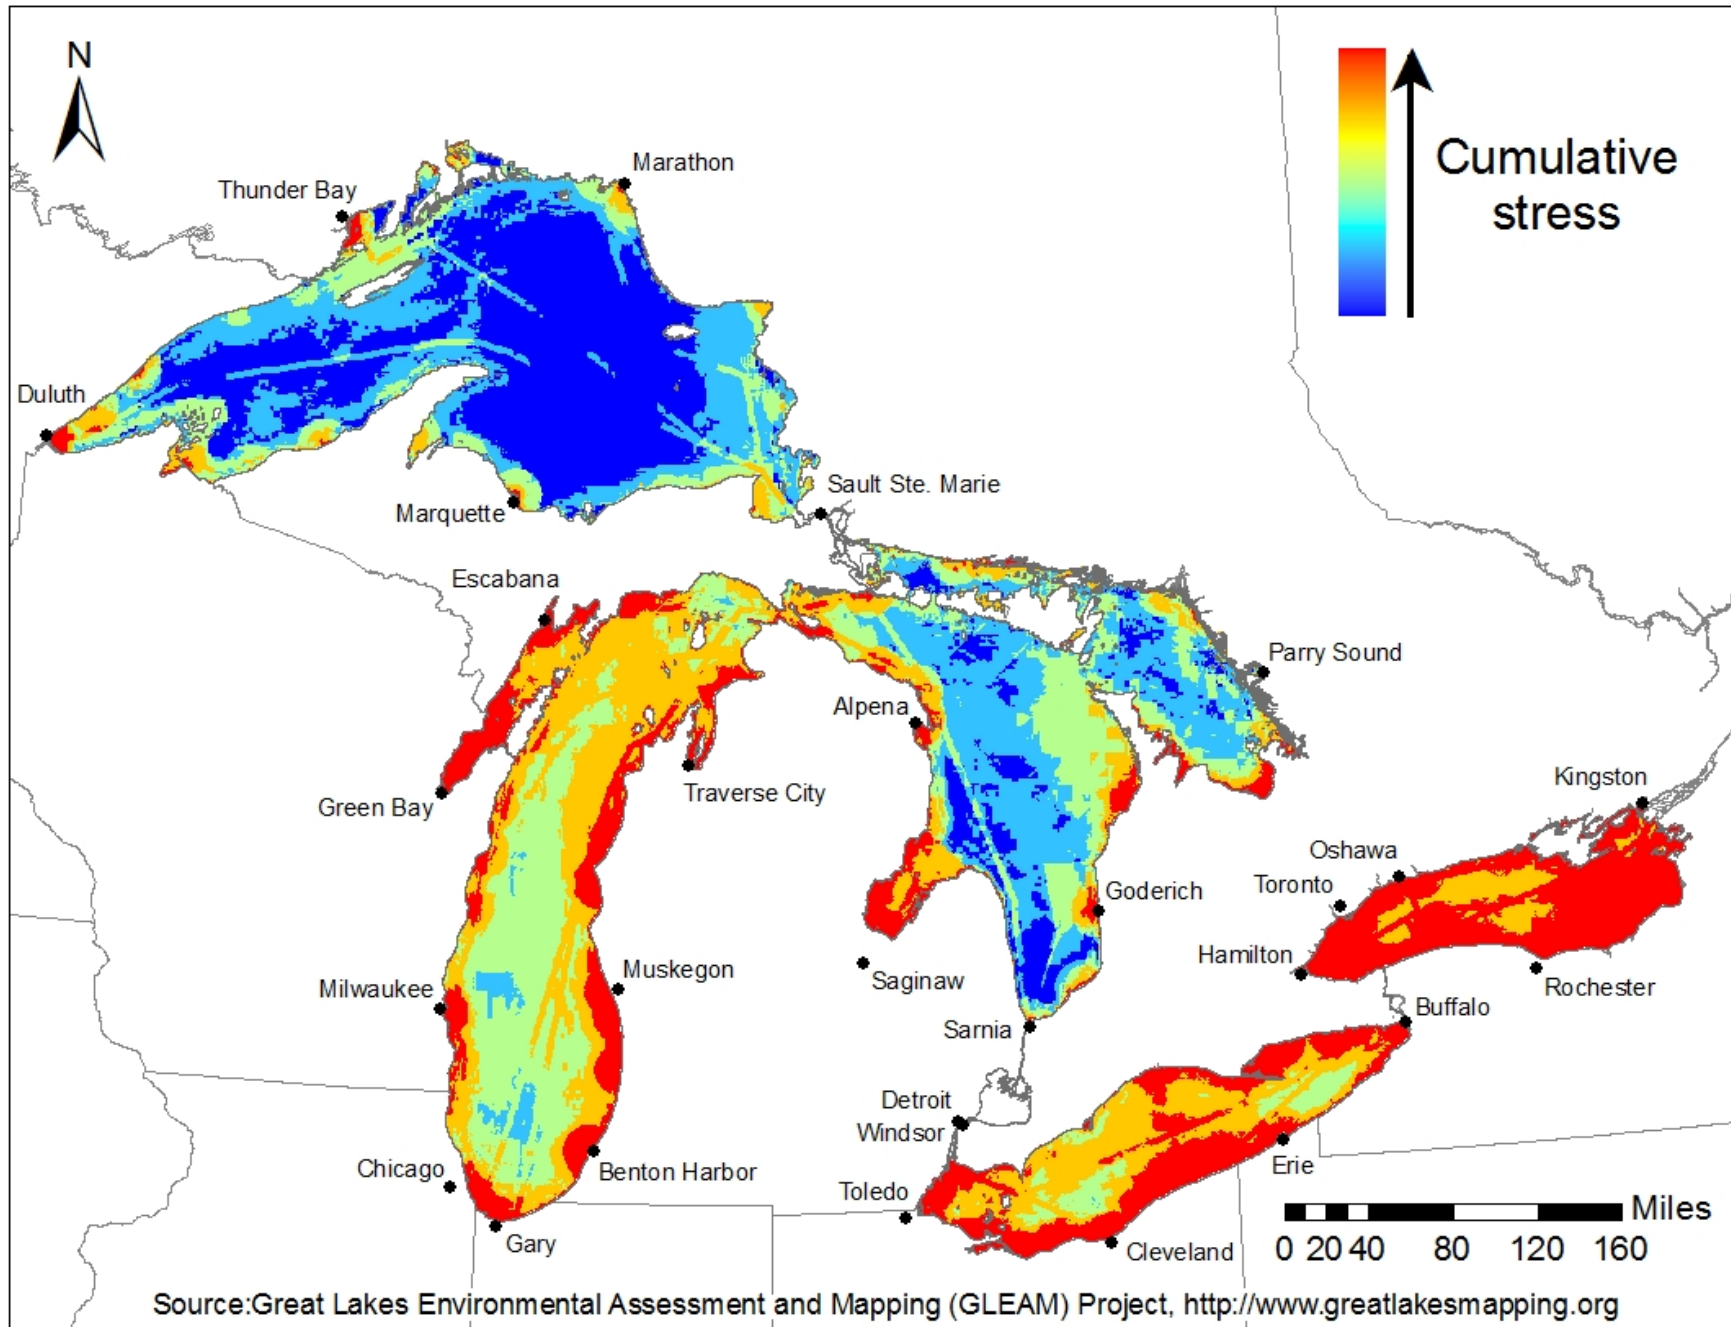 N
Marathon
Thunder Bay
Cumulative
stress
Duluth
Sault Ste. Marie
Marquette
Escabana
Parry Sound
Alpena
Kingston
Traverse City
Green Bay
Oshawa
Toronto
Goderich
Hamilton
Muskegon
Saginaw
Milwaukee
Rochester
Buffalo
Sarnia
Detroit
Windsor
Erie
Chicago
Benton Harbor
Toledo
Miles
Gary
Cleveland
0 20 40 80 120 160
Source:Great Lakes Environmental Assessment and Mapping (GLEAM) Project, http://www.greatlakesmapping.org